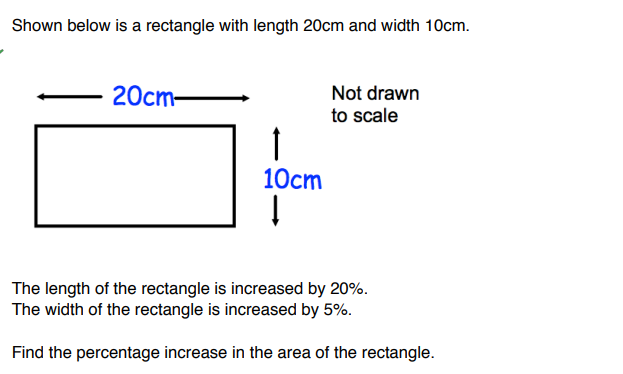 Shown below is a rectangle with length 20cm and width 10cm.
20cm
Not drawn
to scale
10cm
The length of the rectangle is increased by 20%.
The width of the rectangle is increased by 5%.
Find the percentage increase in the area of the rectangle.